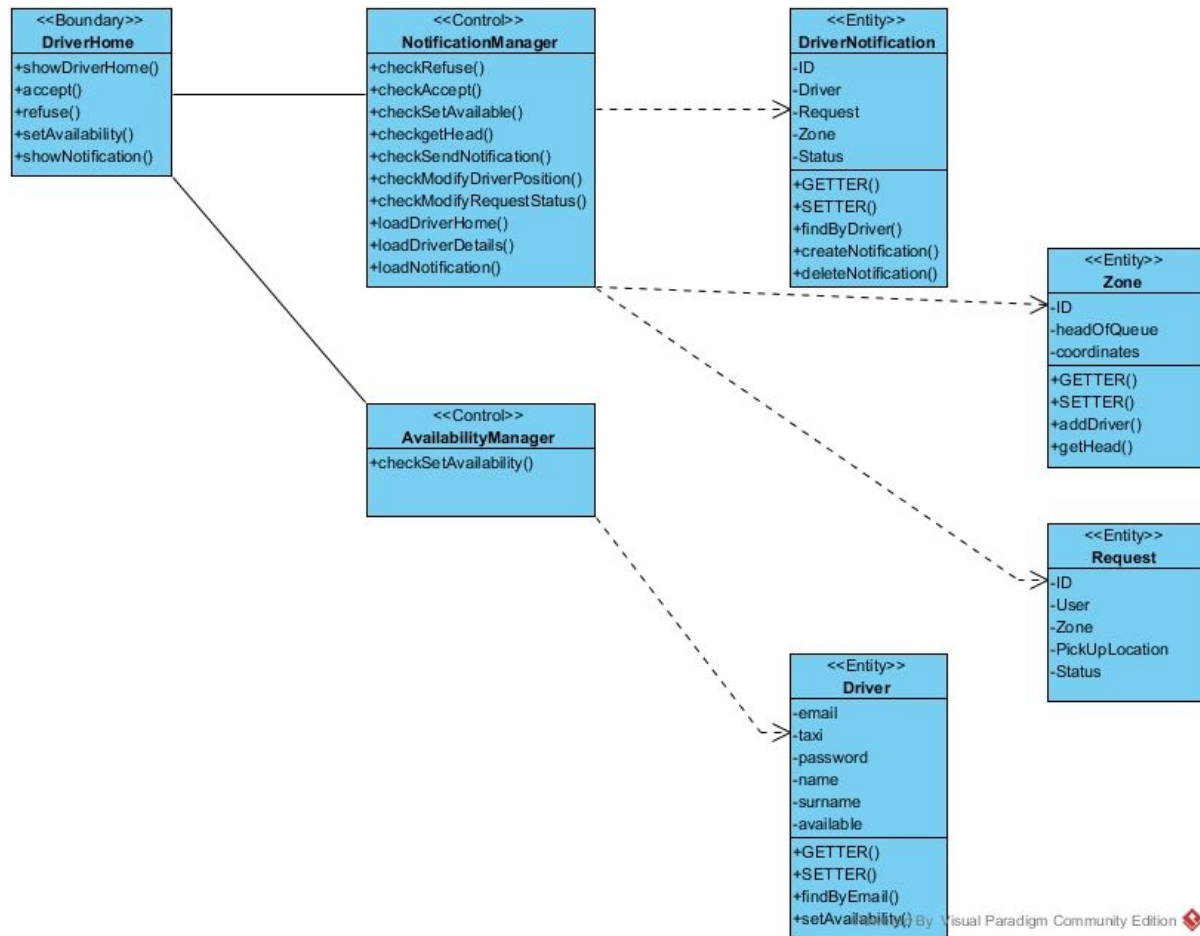 <<Boundary>>
DriverHome
+showDriverHome()
+accept()
+refuse()
+setAvailability()
+showNotification()
<<Control>>
NotificationManager
+checkRefuse()
+checkAccept()
+checkSetAvailable()
+checkgetHead()
+checkSendNotification()
+checkModifyDriverPosition()
+checkModifyRequestStatus()
+loadDriverHome()
+loadDriverDetails()
+loadNotification()
<<Entity>>
DriverNotification
-ID
-Driver
-Request
-Zone
-Status
+GETTER()
+SETTER()
+findByDriver()
+createNotification()
+deleteNotification()
<<Entity>>
Zone
-ID
-headOfQueue
-coordinates
+GETTER()
+SETTER()
+addDriver()
+getHead()
<<Control>>
AvailabilityManager
+checkSetAvailability()
<<Entity>>
Request
-ID
-User
-Zone
-PickUpLocation
-Status
<<Entity>>
Driver
-email
-taxi
-password
-name
-surname
-available
+GETTER()
+SETTER()
+findByEmail()
+setAvailability()
By Visual Paradigm Community Edition